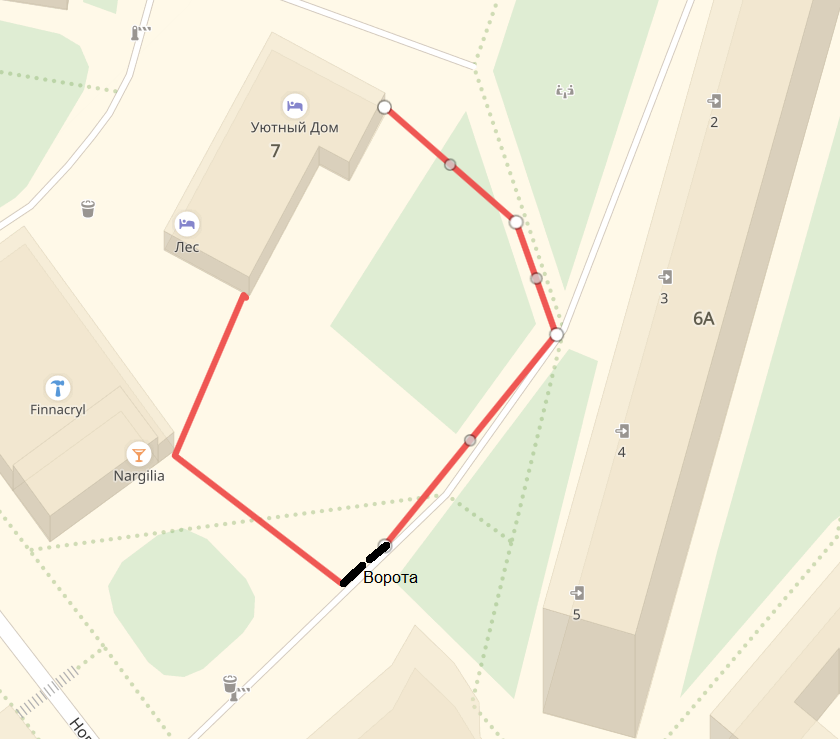 Уютный Дом
7
2
Лес
3
6А
Finnacryl
4
Nargilia
Ворота
5